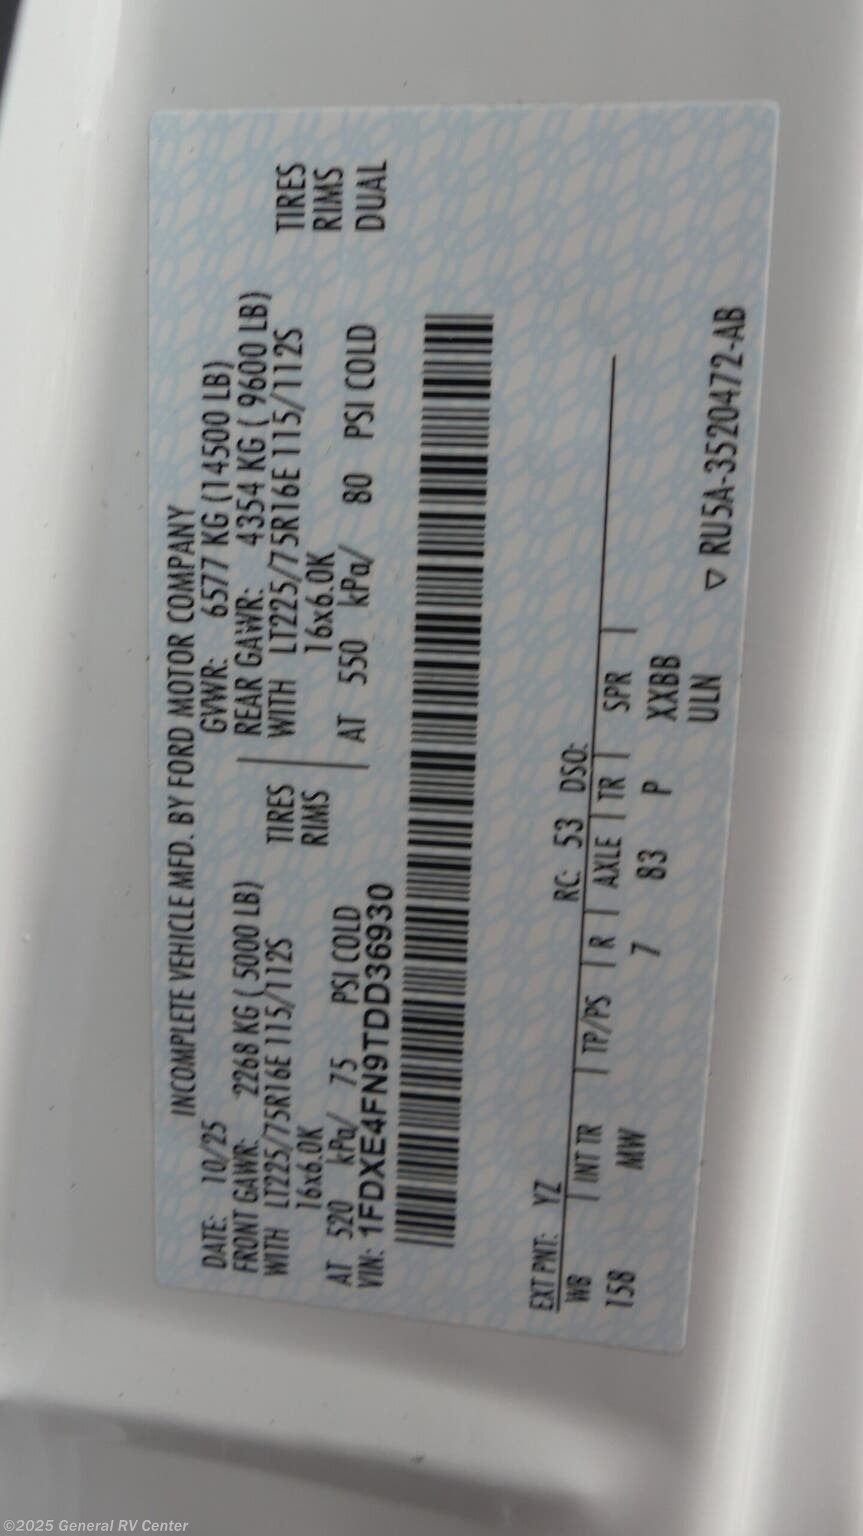 INCOMPLETE VEHICLE MFD. BY FORD MOTOR COMPANY
DATE: 10/25 GVWR: 6577 KG (14500 LB)
FRONT GAWR: 2268 KG ( 5000 LB) REAR GAWR: 4354 KG ( 9600 LB)
WITH LT225/75R16E 115/112S TIRES WITH LT225/75R16E 115/112S TIRES
16x6.0K RIMS 16x6.0K RIMS
AT 520 kPa/ 75 PSI COLD AT 550 kPa/ 80 PSI COLD DUAL
VIN: 1FDXE4FN9TDD36930
EXT PNT: YZ RC: 53 DSO:
WB INT TR TP/PS R AXLE TR SPR
158 MW 7 83 P XXBB
ULN
▽ RU5A-3520472-AB
©2025 General RV Center